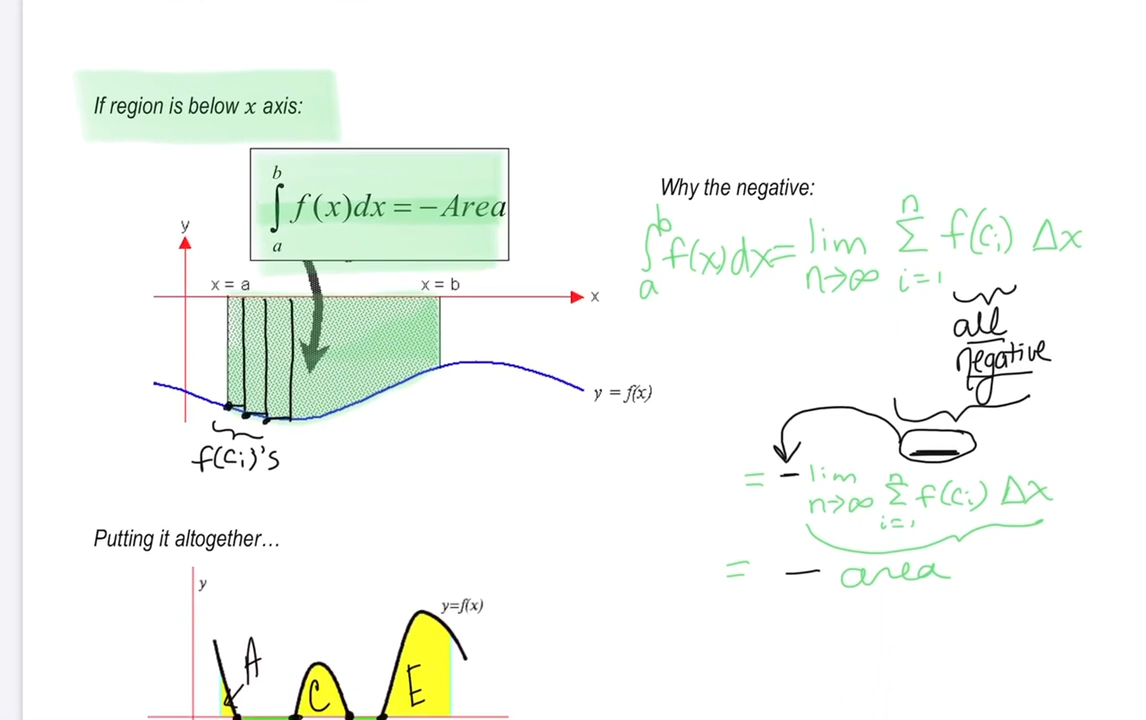 If region is below x axis:
b
∫ f(x)dx = −Area
a
y
x = a
x = b
x
y = f(x)
f(cᵢ)'s
Why the negative:
∫ₐᵇ f(x)dx = lim n→∞ Σ i=1 n f(cᵢ) Δx
all
negative
= − lim n→∞ Σ i=1 n f(cᵢ) Δx
= − area
Putting it altogether…
y
y=f(x)
A
C
E